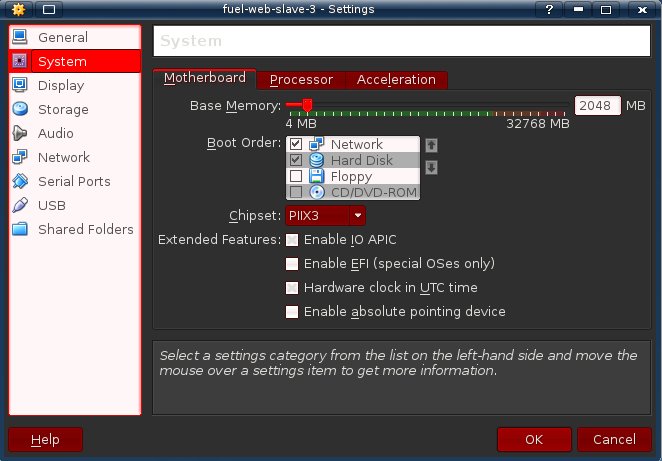 fuel-web-slave-3 - Settings
?
General
System
Display
Storage
Audio
Network
Serial Ports
USB
Shared Folders
System
Motherboard
Processor
Acceleration
Base Memory:
2048 MB
4 MB
32768 MB
Boot Order:
Network
Hard Disk
Floppy
CD/DVD-ROM
Chipset:
PIIX3
Extended Features:
Enable IO APIC
Enable EFI (special OSes only)
Hardware clock in UTC time
Enable absolute pointing device
Select a settings category from the list on the left-hand side and move the
mouse over a settings item to get more information.
Help
OK
Cancel